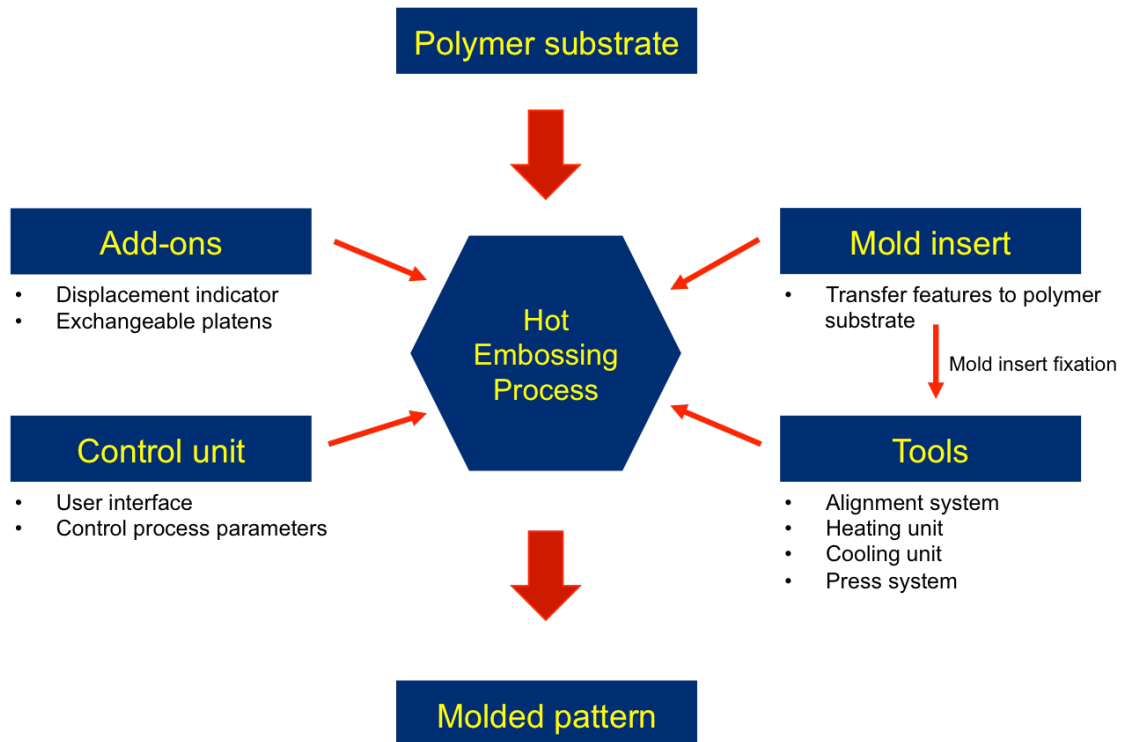 Polymer substrate
Add-ons
• Displacement indicator
• Exchangeable platens
Mold insert
• Transfer features to polymer
substrate
Mold insert fixation
Hot
Embossing
Process
Control unit
• User interface
• Control process parameters
Tools
• Alignment system
• Heating unit
• Cooling unit
• Press system
Molded pattern